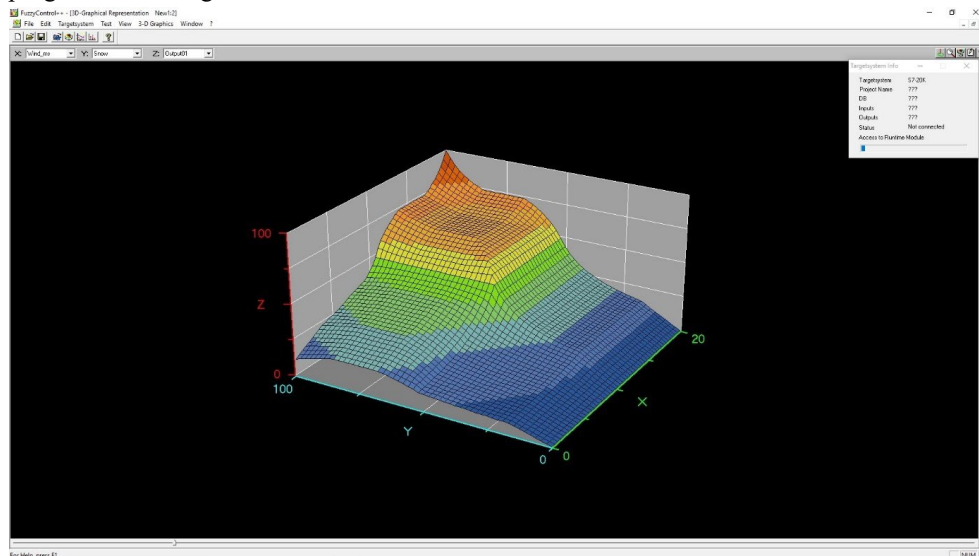 FuzzyControl++ - [3D-Graphical Representation New1:2]
File Edit Targetsystem Test View 3-D Graphics Window ?
X: Wind_ms Y: Snow Z: Output01
Targetsystem Info
Targetsystem S7-20K
Project Name ???
DB ???
Inputs ???
Outputs ???
Status Not connected
Access to Runtime Module
100
Z
0
100
Y
0
0
X
20
For Help, press F1
NUM